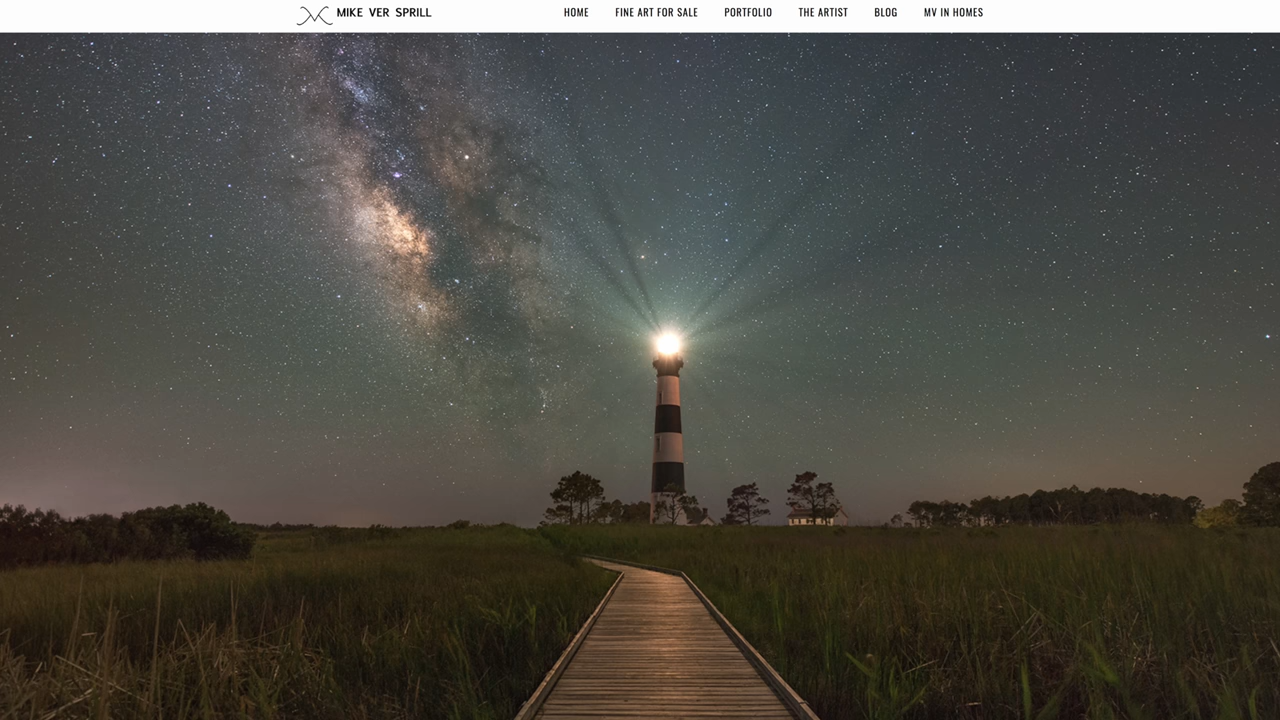 MIKE VER SPRILL
HOME FINE ART FOR SALE PORTFOLIO THE ARTIST BLOG MV IN HOMES